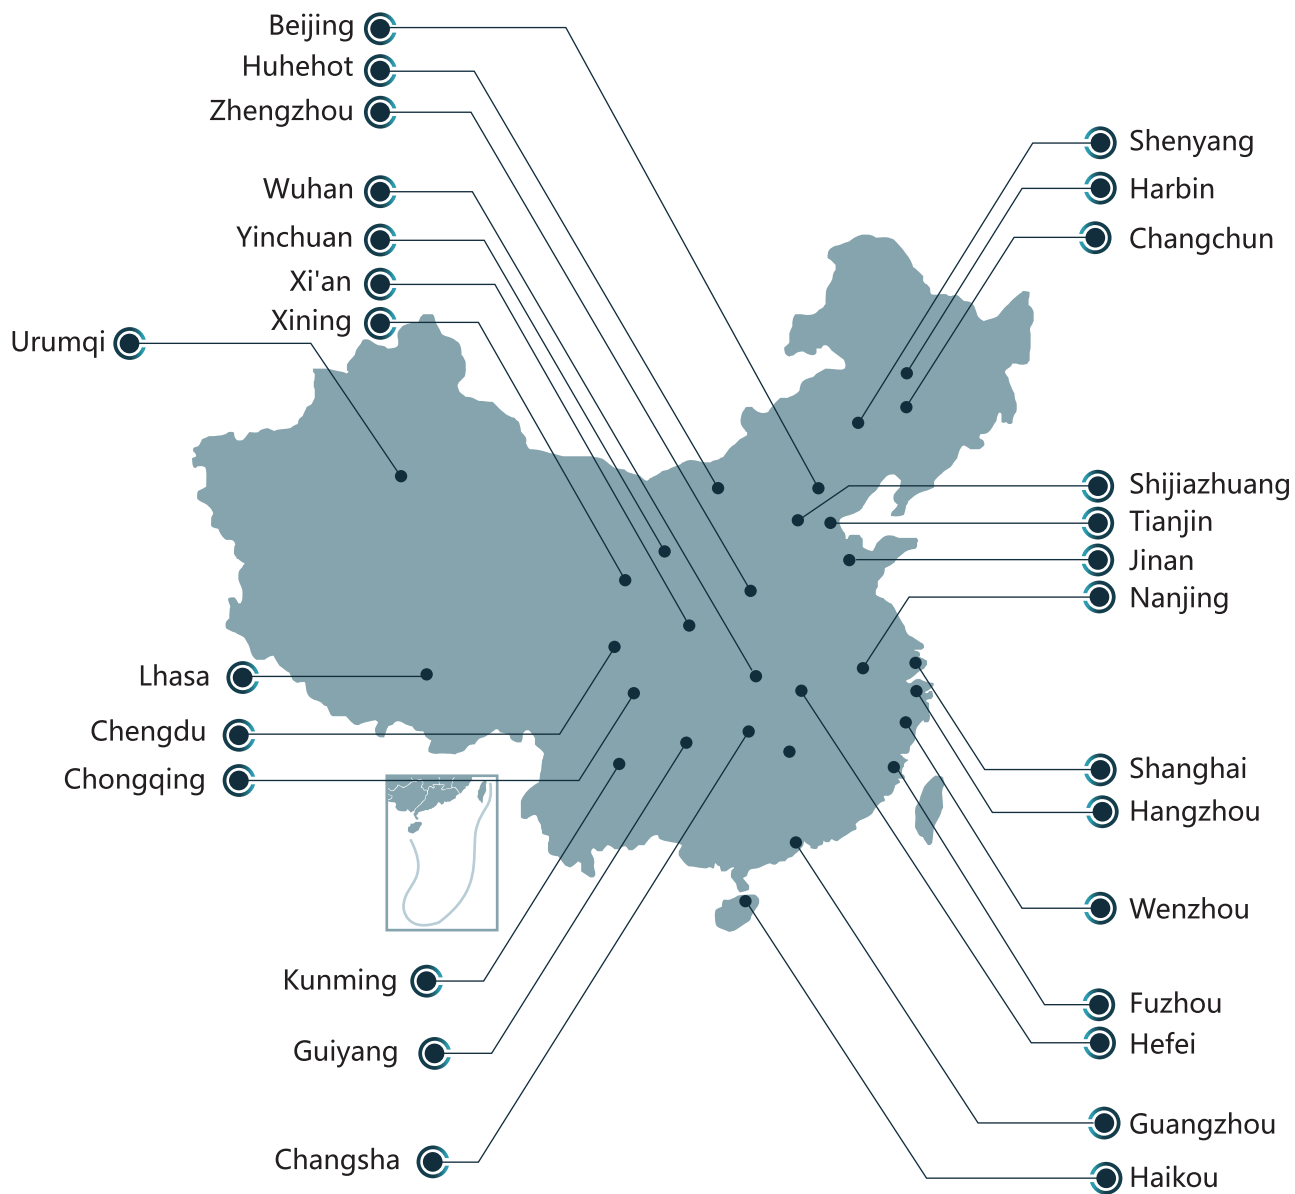 Beijing
Huhehot
Zhengzhou
Wuhan
Yinchuan
Xi'an
Xining
Urumqi
Lhasa
Chengdu
Chongqing
Kunming
Guiyang
Changsha
Shenyang
Harbin
Changchun
Shijiazhuang
Tianjin
Jinan
Nanjing
Shanghai
Hangzhou
Wenzhou
Fuzhou
Hefei
Guangzhou
Haikou